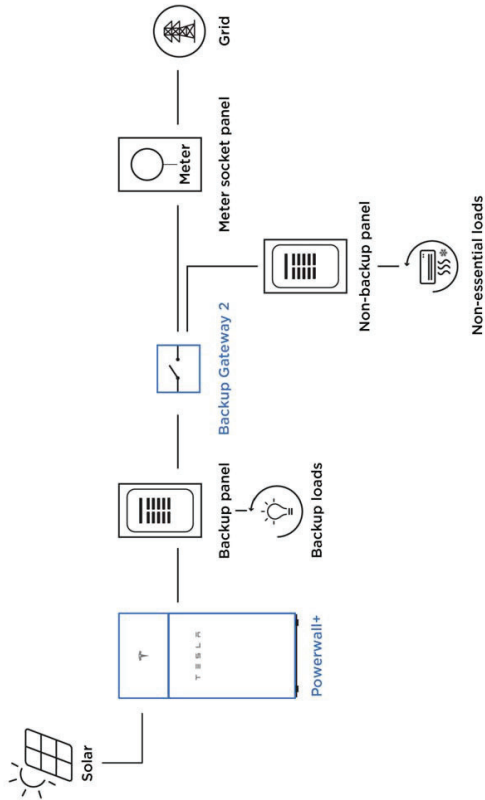 Solar
TESLA
Powerwall+
Backup panel
Backup loads
Backup Gateway 2
Non-backup panel
Non-essential loads
Meter
Meter socket panel
Grid